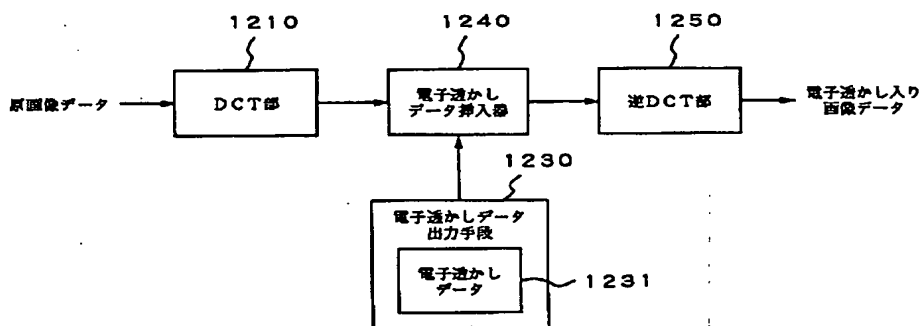 1210
1240
1250
原画像データ
DCT部
電子透かし
データ挿入器
逆DCT部
電子透かし入り
画像データ
1230
電子透かしデータ
出力手段
電子透かし
データ
1231